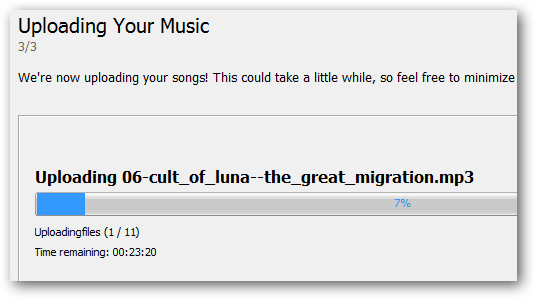 Uploading Your Music
3/3
We're now uploading your songs! This could take a little while, so feel free to minimize
Uploading 06-cult_of_luna--the_great_migration.mp3
7%
Uploadingfiles (1 / 11)
Time remaining: 00:23:20